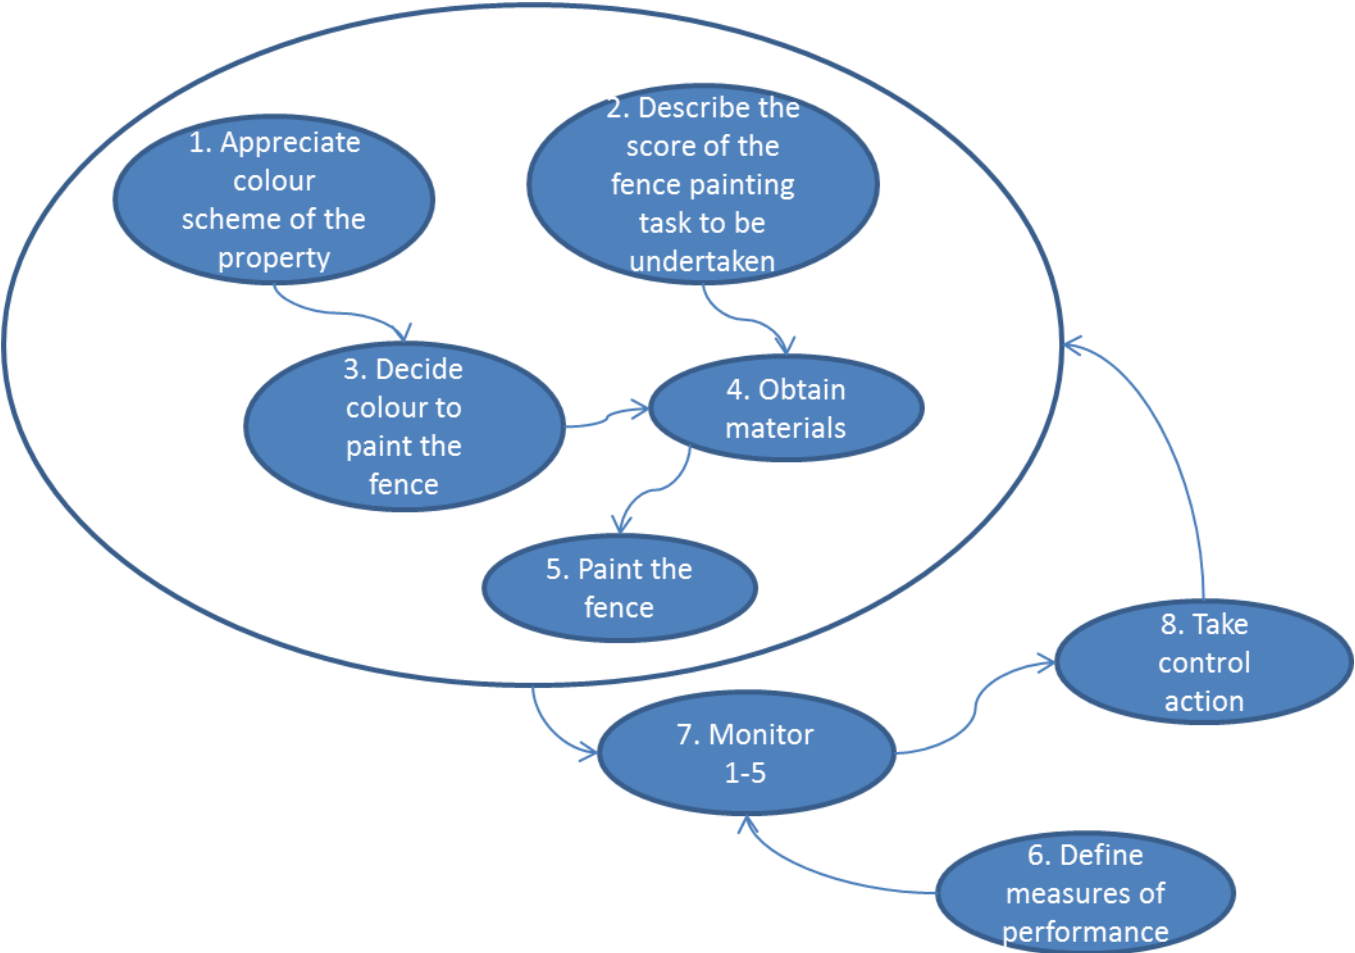 1. Appreciate
colour
scheme of the
property
2. Describe the
score of the
fence painting
task to be
undertaken
3. Decide
colour to
paint the
fence
4. Obtain
materials
5. Paint the
fence
8. Take
control
action
7. Monitor
1-5
6. Define
measures of
performance